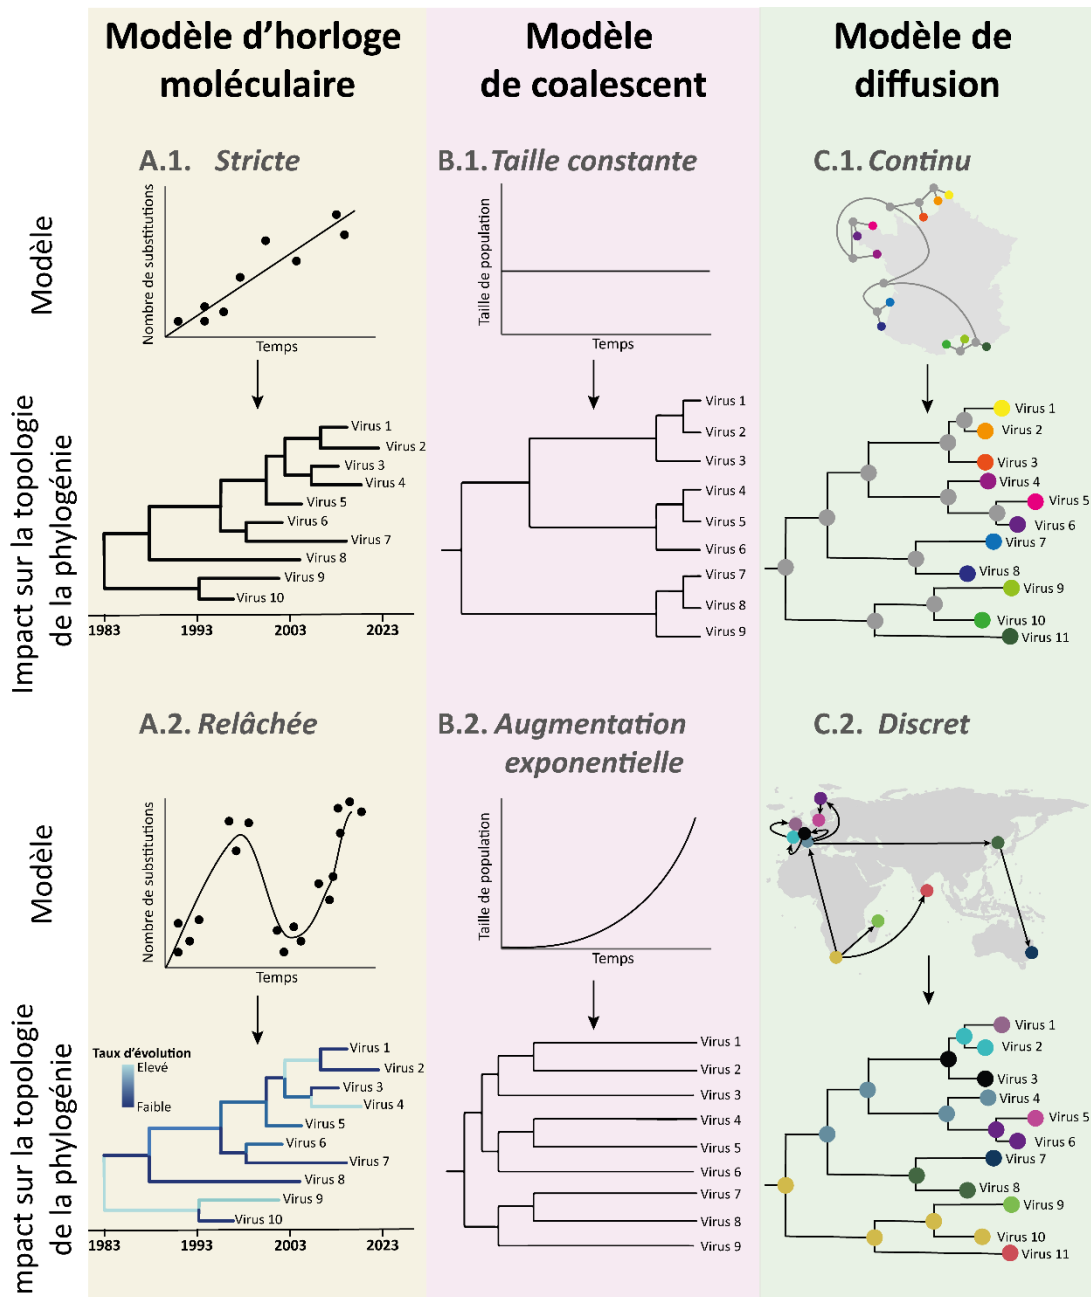 Modèle d’horloge
moléculaire
Modèle
de coalescent
Modèle de
diffusion
Modèle
A.1. Stricte
Nombre de substitutions
Temps
B.1. Taille constante
Taille de population
Temps
C.1. Continu
Impact sur la topologie
de la phylogénie
Virus 1
Virus 2
Virus 3
Virus 4
Virus 5
Virus 6
Virus 7
Virus 8
Virus 9
Virus 10
1983
1993
2003
2023
Virus 1
Virus 2
Virus 3
Virus 4
Virus 5
Virus 6
Virus 7
Virus 8
Virus 9
Virus 1
Virus 2
Virus 3
Virus 4
Virus 5
Virus 6
Virus 7
Virus 8
Virus 9
Virus 10
Virus 11
Modèle
A.2. Relâchée
Nombre de substitutions
Temps
B.2. Augmentation
exponentielle
Taille de population
Temps
C.2. Discret
mpact sur la topologie
de la phylogénie
Taux d’évolution
Elevé
Faible
Virus 1
Virus 2
Virus 3
Virus 4
Virus 5
Virus 6
Virus 7
Virus 8
Virus 9
Virus 10
1983
1993
2003
2023
Virus 1
Virus 2
Virus 3
Virus 4
Virus 5
Virus 6
Virus 7
Virus 8
Virus 9
Virus 1
Virus 2
Virus 3
Virus 4
Virus 5
Virus 6
Virus 7
Virus 8
Virus 9
Virus 10
Virus 11